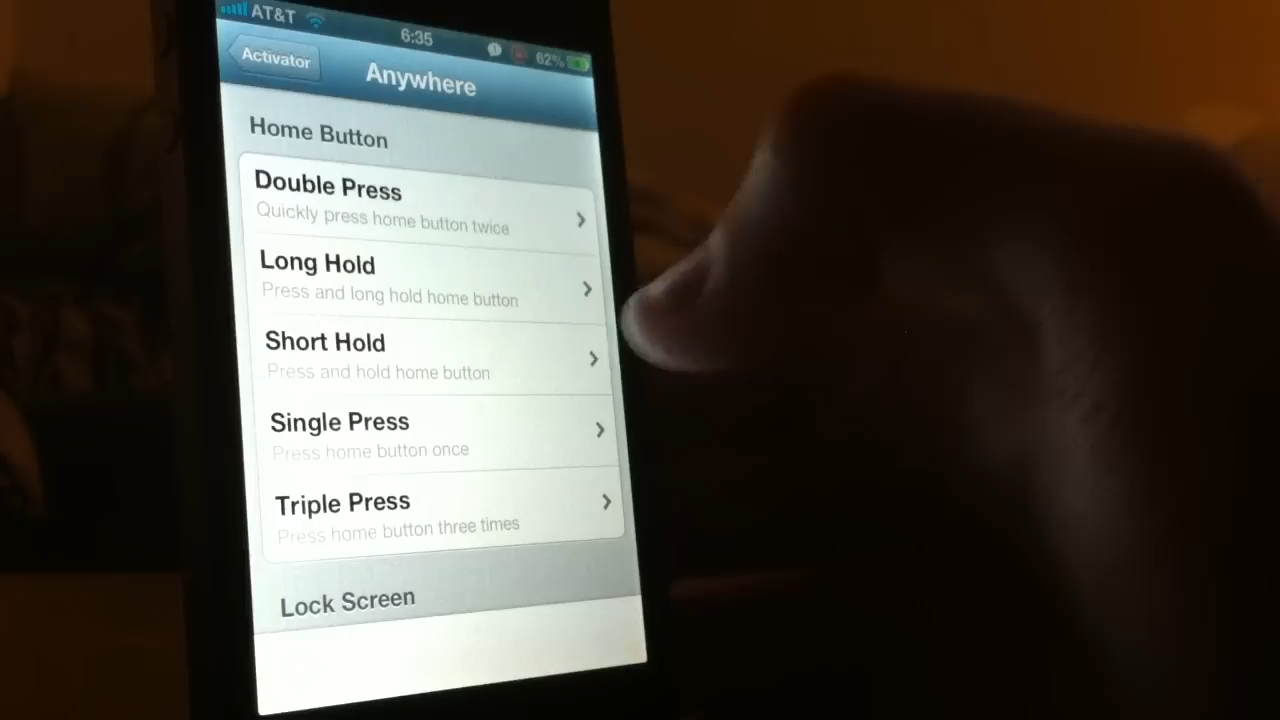 AT&T 6:35 62%
Activator
Anywhere
Home Button
Double Press
Quickly press home button twice
Long Hold
Press and long hold home button
Short Hold
Press and hold home button
Single Press
Press home button once
Triple Press
Press home button three times
Lock Screen